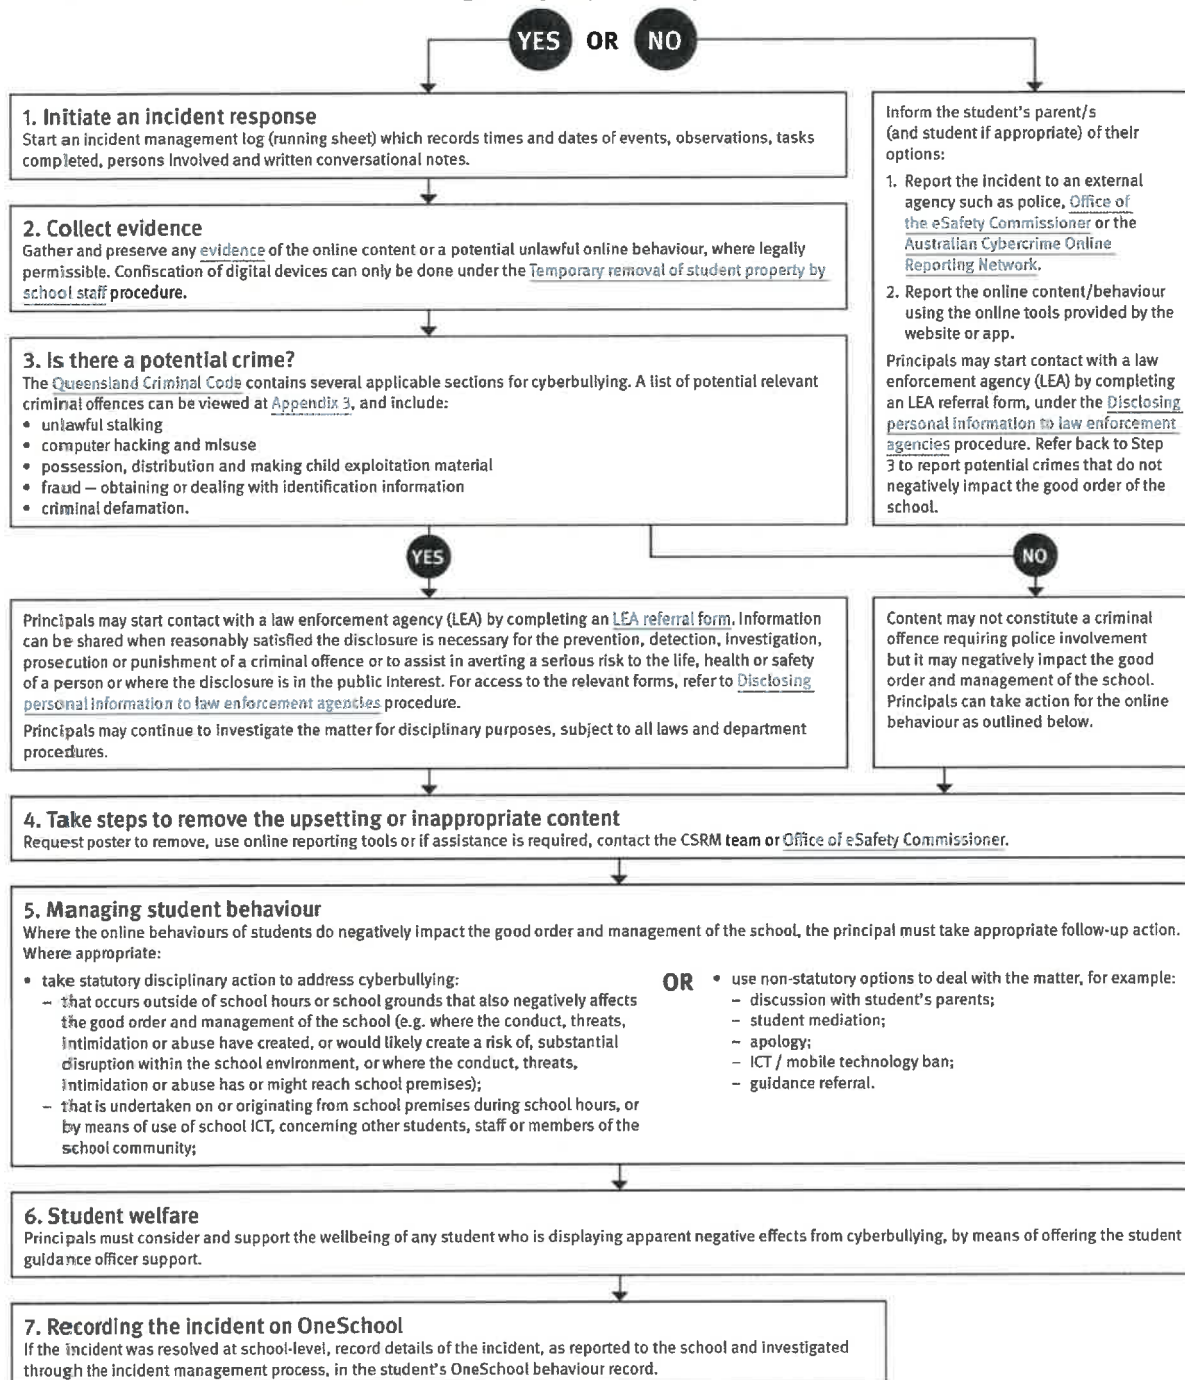 YES OR NO
1. Initiate an incident response
Start an incident management log (running sheet) which records times and dates of events, observations, tasks
completed, persons involved and written conversational notes.
2. Collect evidence
Gather and preserve any evidence of the online content or a potential unlawful online behaviour, where legally
permissible. Confiscation of digital devices can only be done under the Temporary removal of student property by
school staff procedure.
3. Is there a potential crime?
The Queensland Criminal Code contains several applicable sections for cyberbullying. A list of potential relevant
criminal offences can be viewed at Appendix 3, and include:
• unlawful stalking
• computer hacking and misuse
• possession, distribution and making child exploitation material
• fraud – obtaining or dealing with identification information
• criminal defamation.
Inform the student's parent/s
(and student if appropriate) of their
options:
1. Report the incident to an external
agency such as police, Office of
the eSafety Commissioner or the
Australian Cybercrime Online
Reporting Network.
2. Report the online content/behaviour
using the online tools provided by the
website or app.
Principals may start contact with a law
enforcement agency (LEA) by completing
an LEA referral form, under the Disclosing
personal information to law enforcement
agencies procedure. Refer back to Step
3 to report potential crimes that do not
negatively impact the good order of the
school.
YES
NO
Principals may start contact with a law enforcement agency (LEA) by completing an LEA referral form. Information
can be shared when reasonably satisfied the disclosure is necessary for the prevention, detection, investigation,
prosecution or punishment of a criminal offence or to assist in averting a serious risk to the life, health or safety
of a person or where the disclosure is in the public interest. For access to the relevant forms, refer to Disclosing
personal information to law enforcement agencies procedure.
Principals may continue to investigate the matter for disciplinary purposes, subject to all laws and department
procedures.
Content may not constitute a criminal
offence requiring police involvement
but it may negatively impact the good
order and management of the school.
Principals can take action for the online
behaviour as outlined below.
4. Take steps to remove the upsetting or inappropriate content
Request poster to remove, use online reporting tools or if assistance is required, contact the CSRM team or Office of eSafety Commissioner.
5. Managing student behaviour
Where the online behaviours of students do negatively impact the good order and management of the school, the principal must take appropriate follow-up action.
Where appropriate:
• take statutory disciplinary action to address cyberbullying:
– that occurs outside of school hours or school grounds that also negatively affects
the good order and management of the school (e.g. where the conduct, threats,
intimidation or abuse have created, or would likely create a risk of, substantial
disruption within the school environment, or where the conduct, threats,
intimidation or abuse has or might reach school premises);
– that is undertaken on or originating from school premises during school hours, or
by means of use of school ICT, concerning other students, staff or members of the
school community;
OR
• use non-statutory options to deal with the matter, for example:
– discussion with student's parents;
– student mediation;
– apology;
– ICT / mobile technology ban;
– guidance referral.
6. Student welfare
Principals must consider and support the wellbeing of any student who is displaying apparent negative effects from cyberbullying, by means of offering the student
guidance officer support.
7. Recording the incident on OneSchool
If the incident was resolved at school-level, record details of the incident, as reported to the school and investigated
through the incident management process, in the student's OneSchool behaviour record.